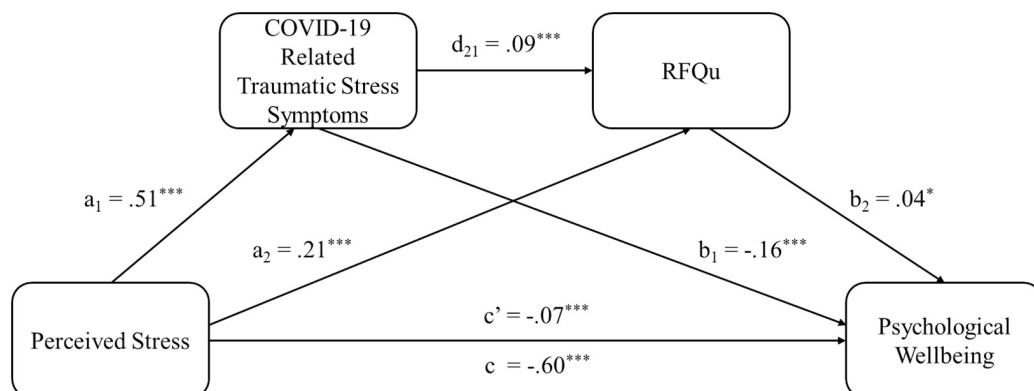 COVID-19
Related
Traumatic Stress
Symptoms
d₂₁ = .09***
RFQu
a₁ = .51***
a₂ = .21***
b₁ = -.16***
b₂ = .04*
Perceived Stress
c’ = -.07***
c = -.60***
Psychological
Wellbeing